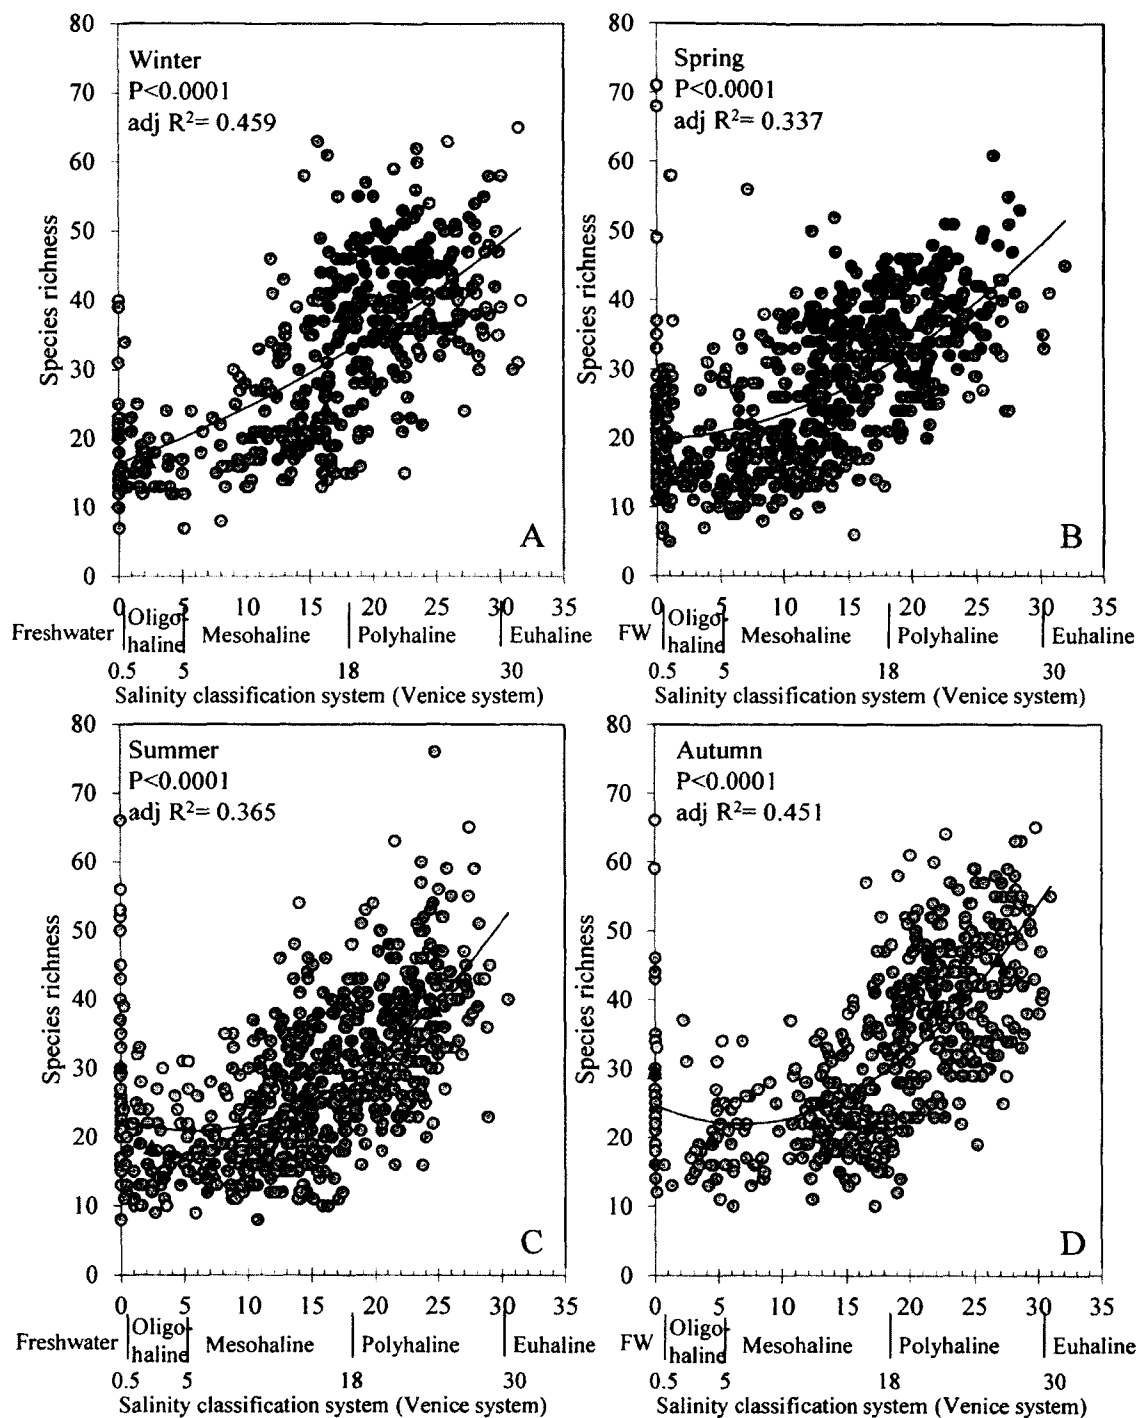 80
70
60
50
40
30
20
10
0
Species richness
Winter
P<0.0001
adj R²= 0.459
A
0 5 10 15 20 25 30 35
Freshwater Oligo-haline Mesohaline Polyhaline Euhaline
0.5 5 18 30
Salinity classification system (Venice system)
80
70
60
50
40
30
20
10
0
Species richness
Spring
P<0.0001
adj R²= 0.337
B
0 5 10 15 20 25 30 35
FW Oligo-haline Mesohaline Polyhaline Euhaline
0.5 5 18 30
Salinity classification system (Venice system)
80
70
60
50
40
30
20
10
0
Species richness
Summer
P<0.0001
adj R²= 0.365
C
0 5 10 15 20 25 30 35
Freshwater Oligo-haline Mesohaline Polyhaline Euhaline
0.5 5 18 30
Salinity classification system (Venice system)
80
70
60
50
40
30
20
10
0
Species richness
Autumn
P<0.0001
adj R²= 0.451
D
0 5 10 15 20 25 30 35
FW Oligo-haline Mesohaline Polyhaline Euhaline
0.5 5 18 30
Salinity classification system (Venice system)